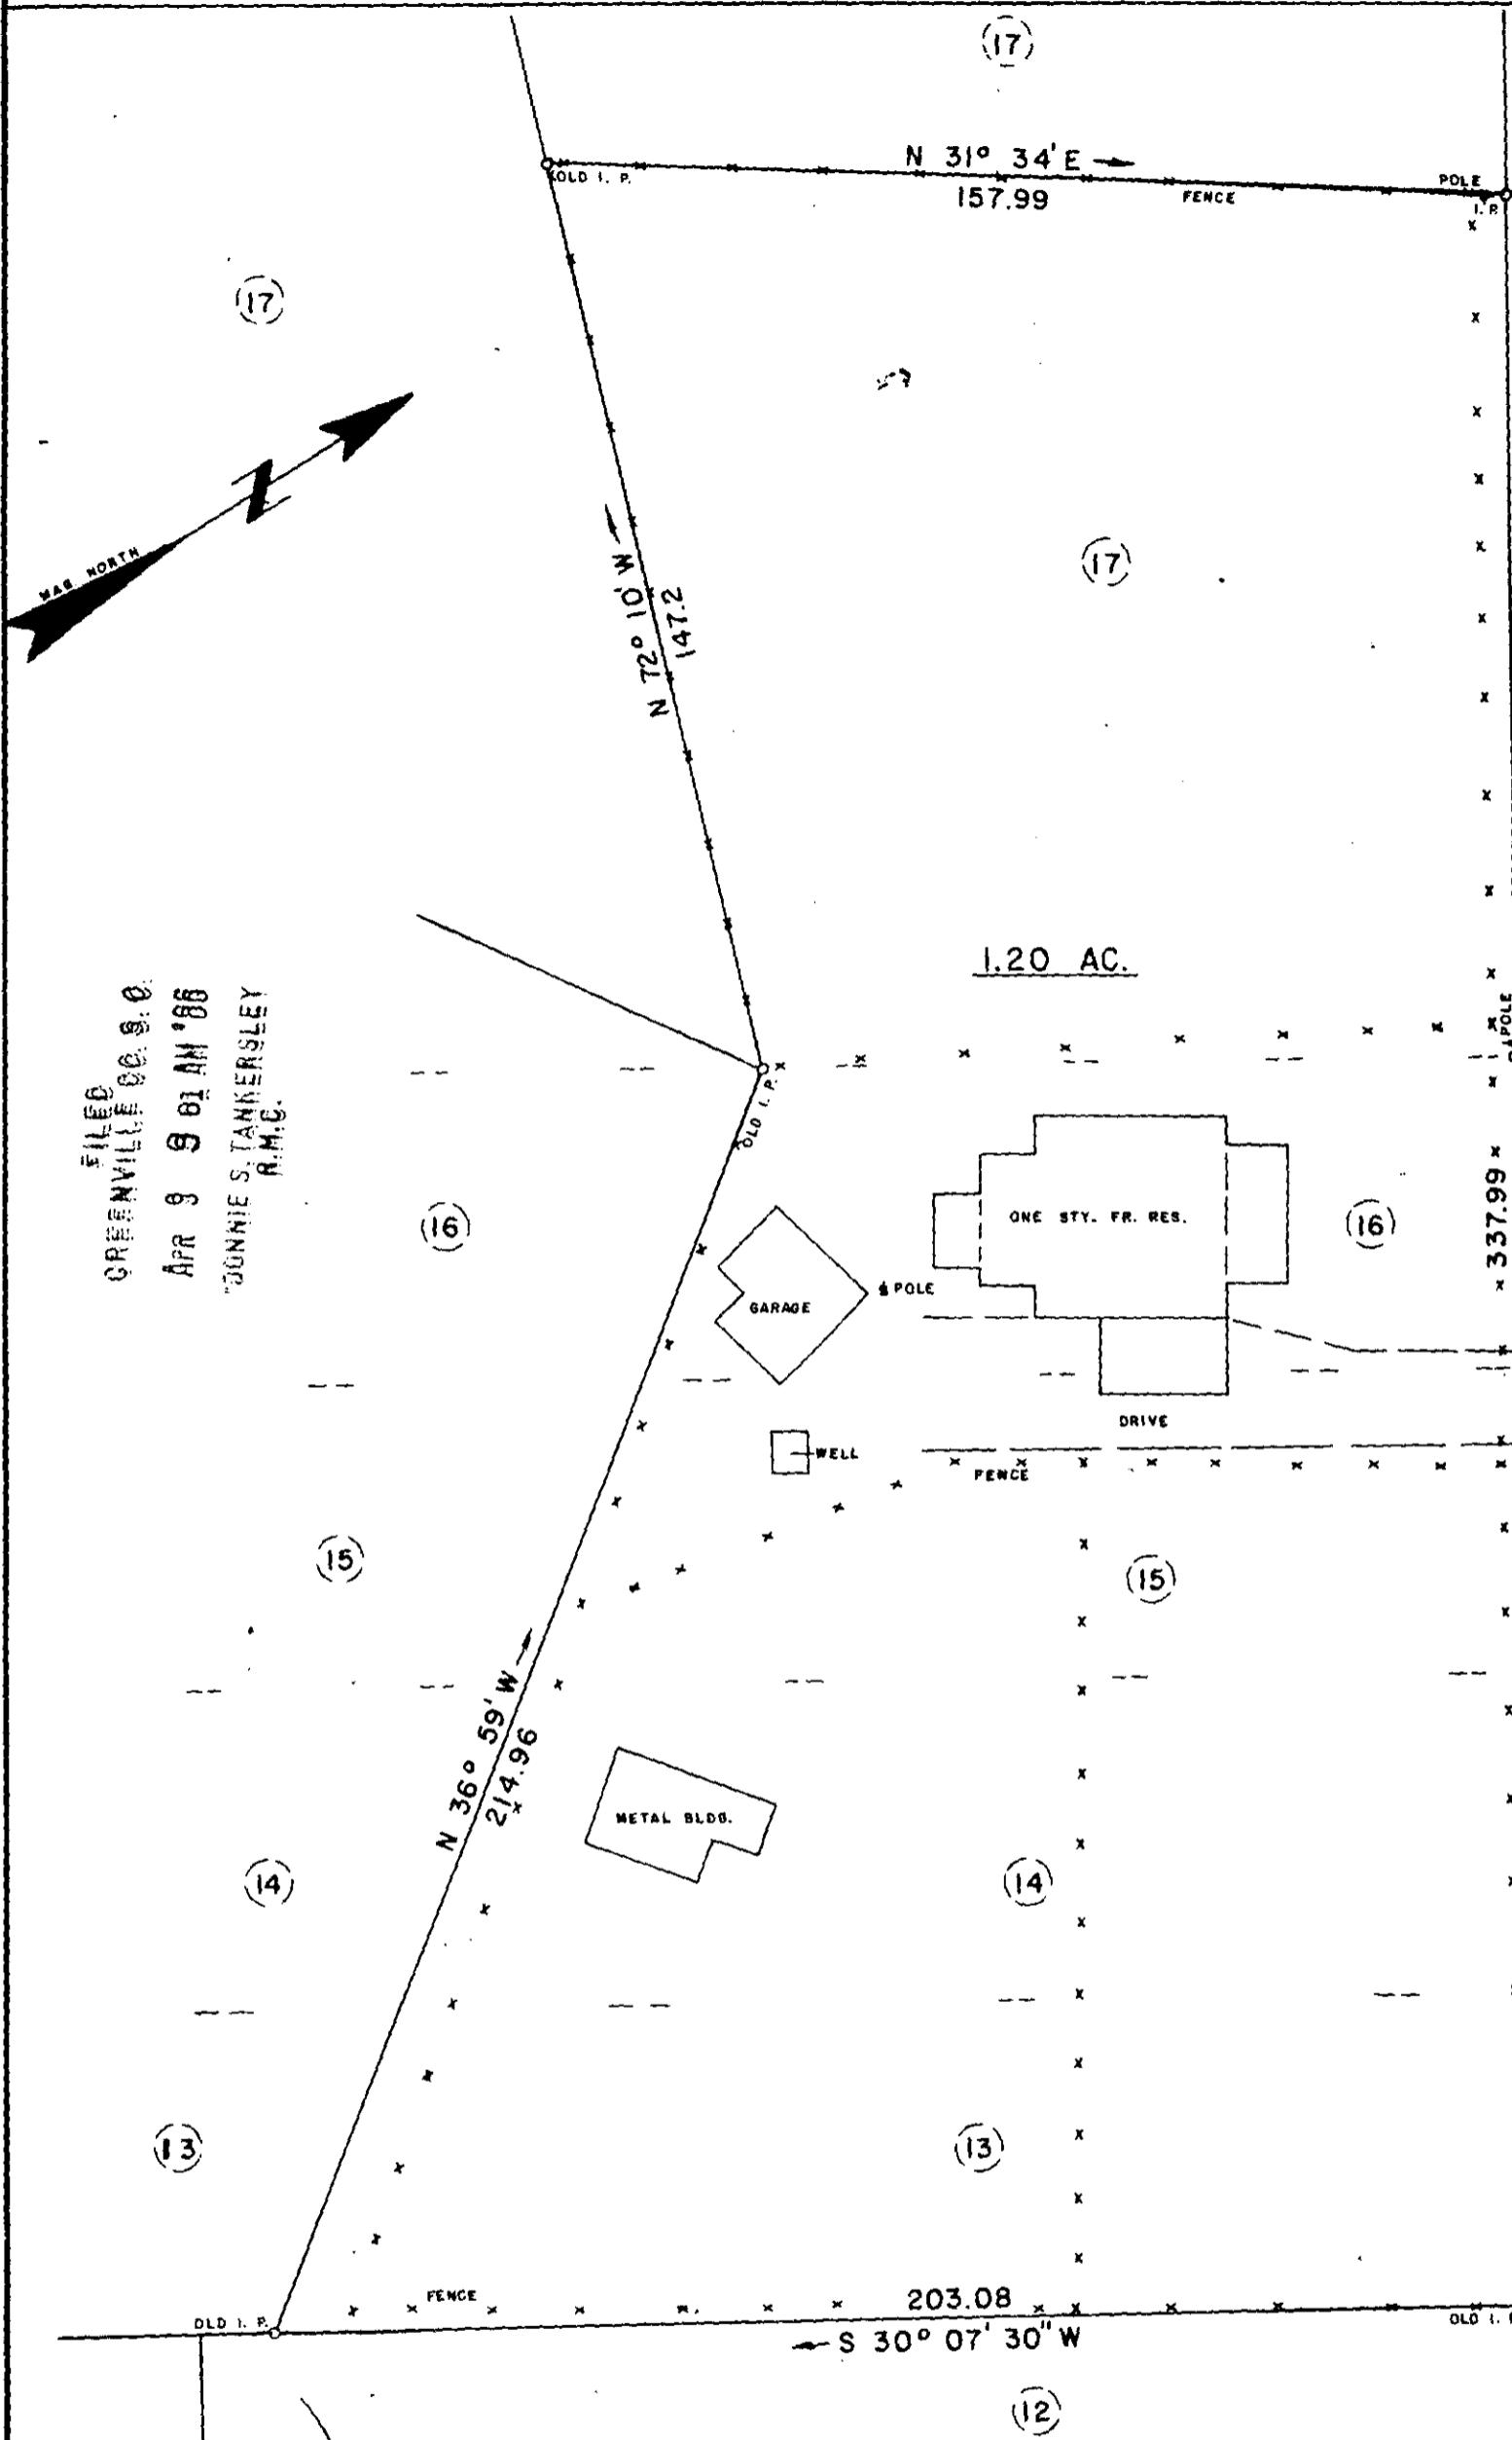 17
N 31° 34' E
OLD I. P.
157.99
FENCE
POLE
I. P.
17
MAG. NORTH
N
17
N 72° 10' W
147.2
1.20 AC.
POLE
OLD I. P.
FILED
GREENVILLE CO. S. C.
APR 9 9 01 AM '86
DONNIE S. TANKERSLEY
R.M.C.
16
ONE STY. FR. RES.
16
337.99
POLE
GARAGE
DRIVE
WELL
FENCE
15
15
N 36° 59' W
214.96
METAL BLDG.
14
14
13
13
FENCE
203.08
OLD I. P.
S 30° 07' 30" W
OLD I.
12